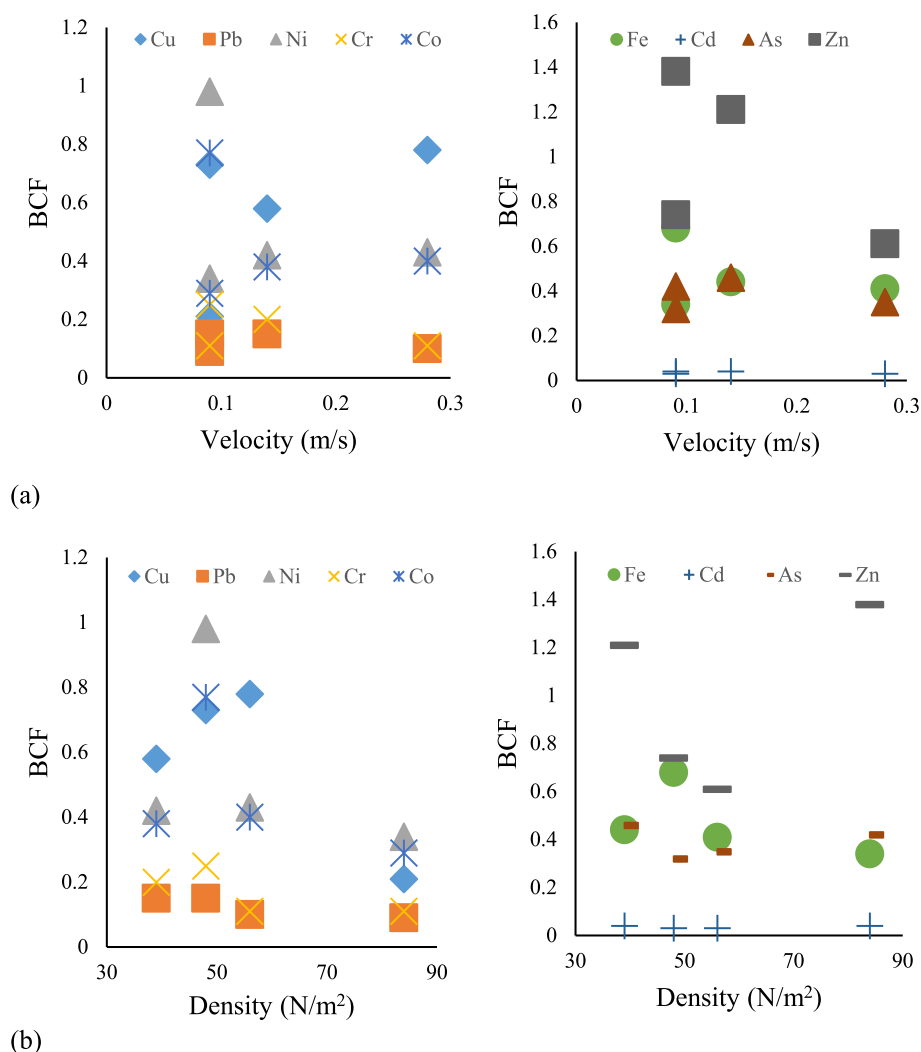 1.2
1
0.8
0.6
0.4
0.2
0
BCF
Cu Pb Ni Cr Co
0 0.1 0.2 0.3
Velocity (m/s)
1.6
1.4
1.2
1
0.8
0.6
0.4
0.2
0
BCF
Fe Cd As Zn
0 0.1 0.2 0.3
Velocity (m/s)
(a)
1.2
1
0.8
0.6
0.4
0.2
0
BCF
Cu Pb Ni Cr Co
30 50 70 90
Density (N/m²)
1.6
1.4
1.2
1
0.8
0.6
0.4
0.2
0
BCF
Fe Cd As Zn
30 50 70 90
Density (N/m²)
(b)